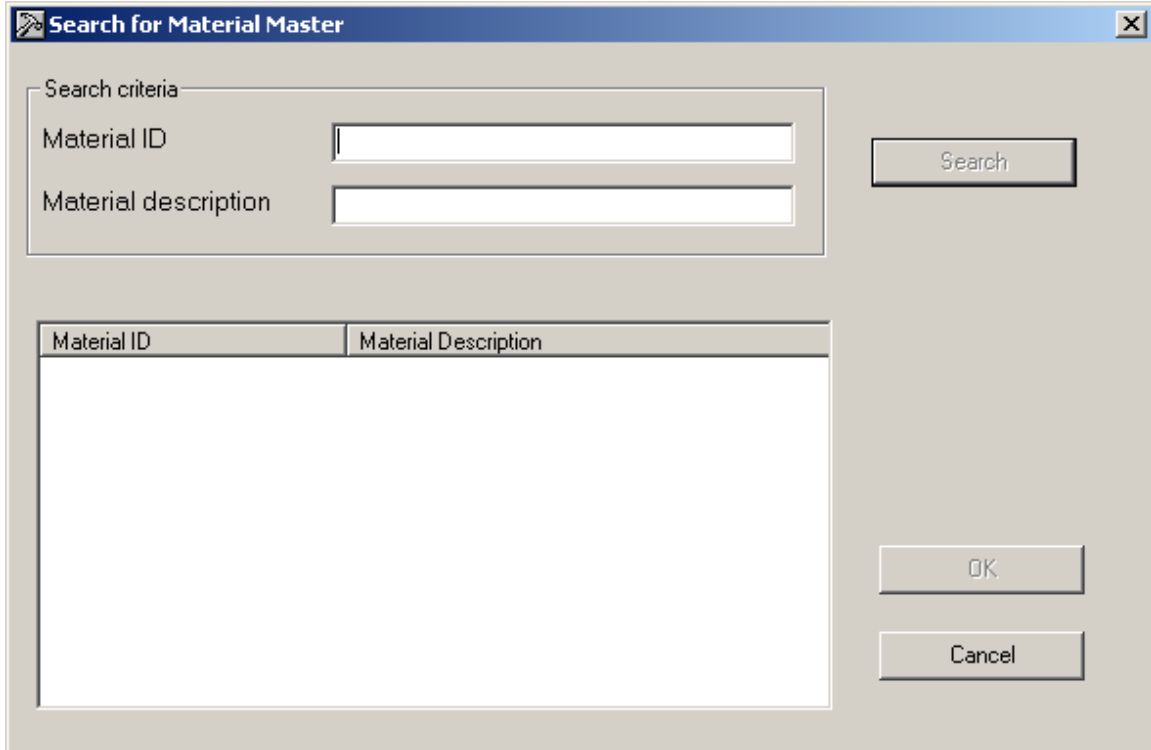 Search for Material Master
Search criteria
Material ID
Search
Material description
Material ID Material Description
OK
Cancel